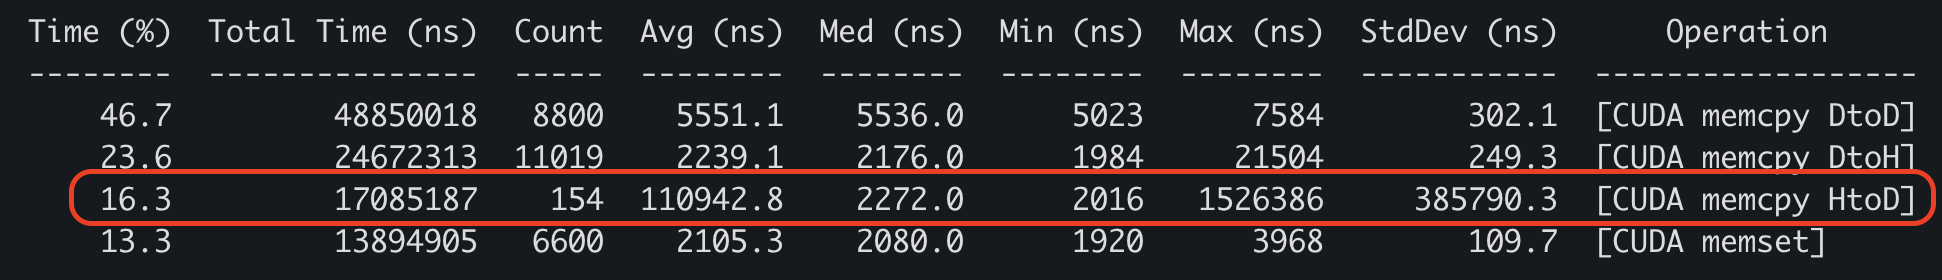 Time (%)  Total Time (ns)  Count  Avg (ns)  Med (ns)  Min (ns)  Max (ns)  StdDev (ns)      Operation
--------  ---------------  -----  --------  --------  --------  --------  -----------  ------------------
46.7         48850018   8800    5551.1    5536.0      5023      7584        302.1  [CUDA memcpy DtoD]
23.6         24672313  11019    2239.1    2176.0      1984     21504        249.3  [CUDA memcpy DtoH]
16.3         17085187    154  110942.8    2272.0      2016   1526386     385790.3  [CUDA memcpy HtoD]
13.3         13894905   6600    2105.3    2080.0      1920      3968        109.7  [CUDA memset]